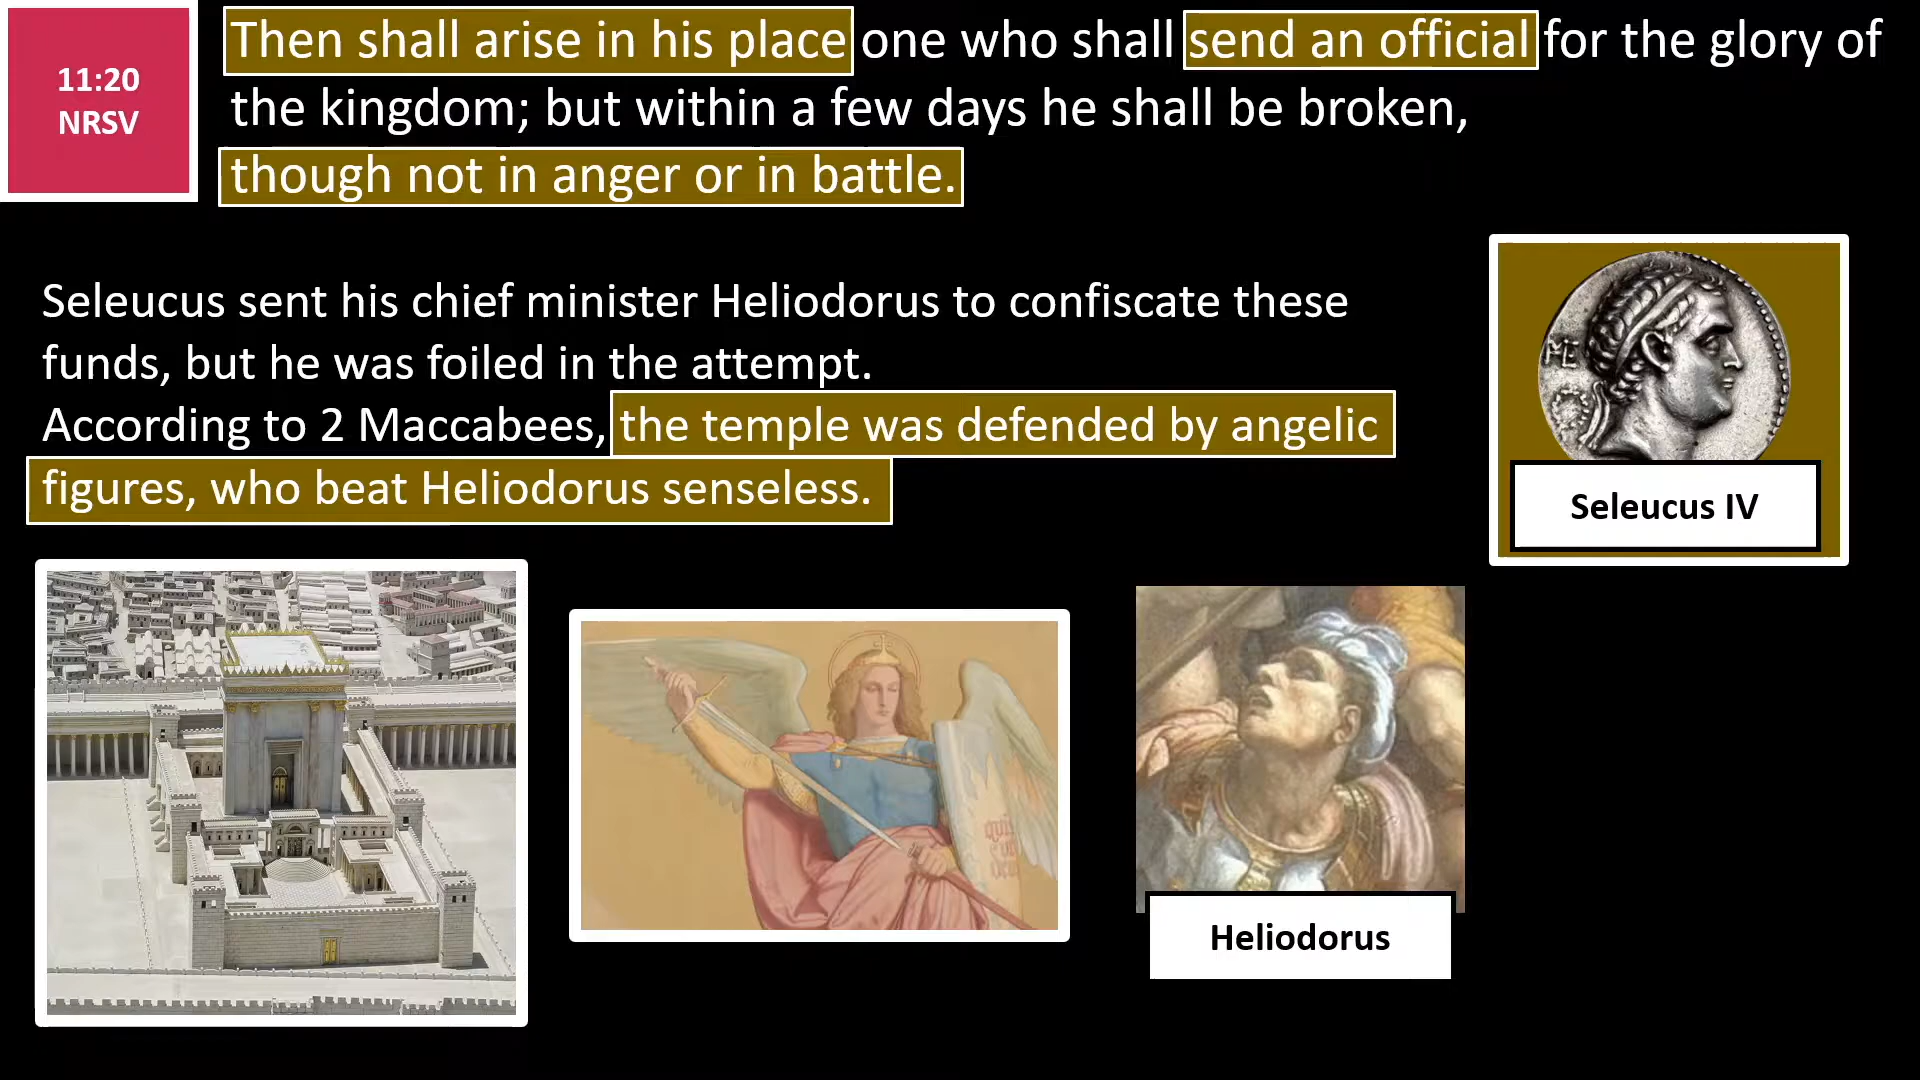 11:20
NRSV
Then shall arise in his place one who shall send an official for the glory of
the kingdom; but within a few days he shall be broken,
though not in anger or in battle.
Seleucus sent his chief minister Heliodorus to confiscate these
funds, but he was foiled in the attempt.
According to 2 Maccabees, the temple was defended by angelic
figures, who beat Heliodorus senseless.
Seleucus IV
Heliodorus